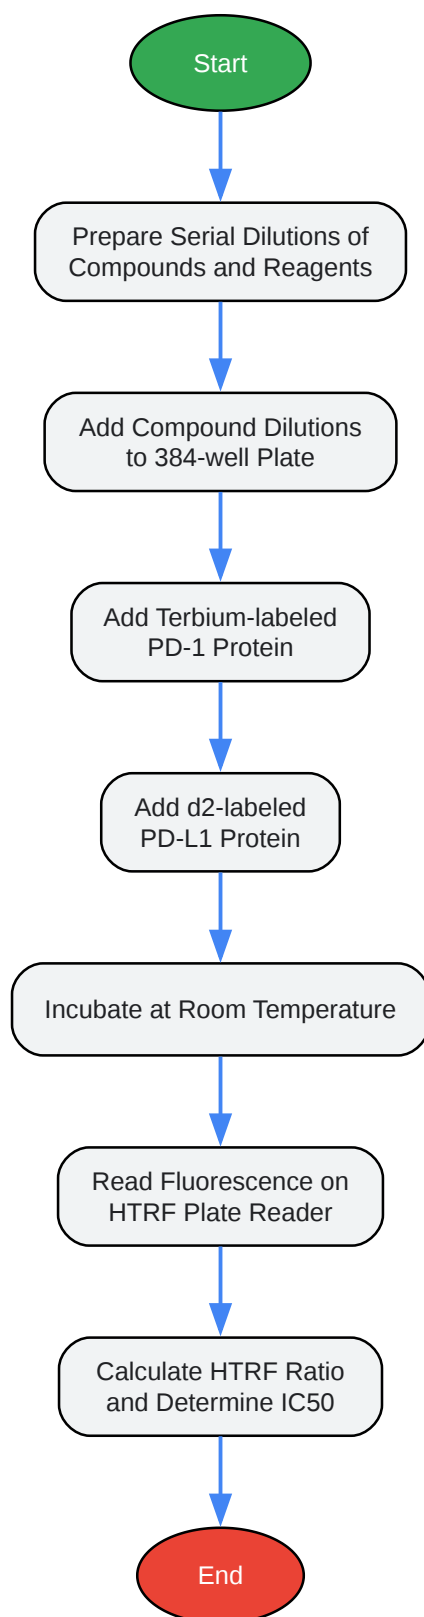 Start
Prepare Serial Dilutions of
Compounds and Reagents
Add Compound Dilutions
to 384-well Plate
Add Terbium-labeled
PD-1 Protein
Add d2-labeled
PD-L1 Protein
Incubate at Room Temperature
Read Fluorescence on
HTRF Plate Reader
Calculate HTRF Ratio
and Determine IC50
End